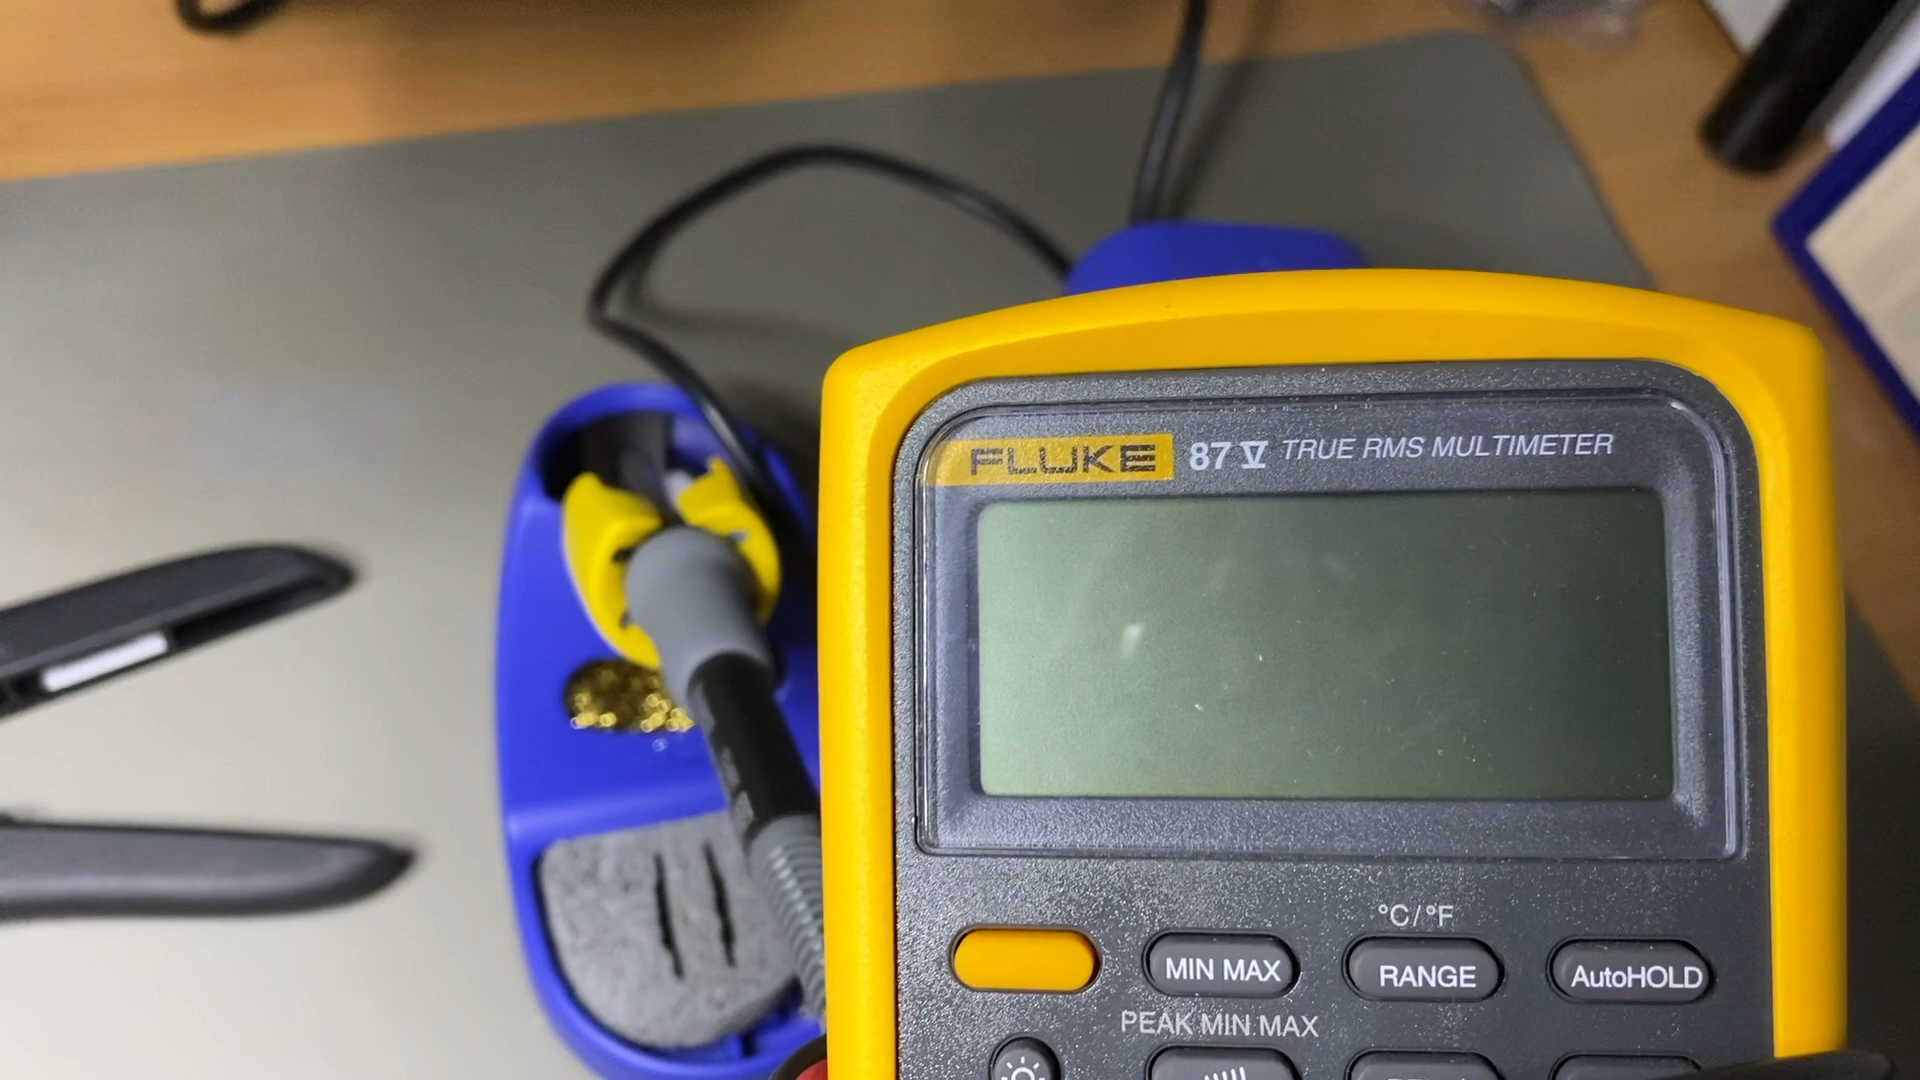 FLUKE 87 V TRUE RMS MULTIMETER
°C/°F
MIN MAX RANGE AutoHOLD
PEAK MIN MAX